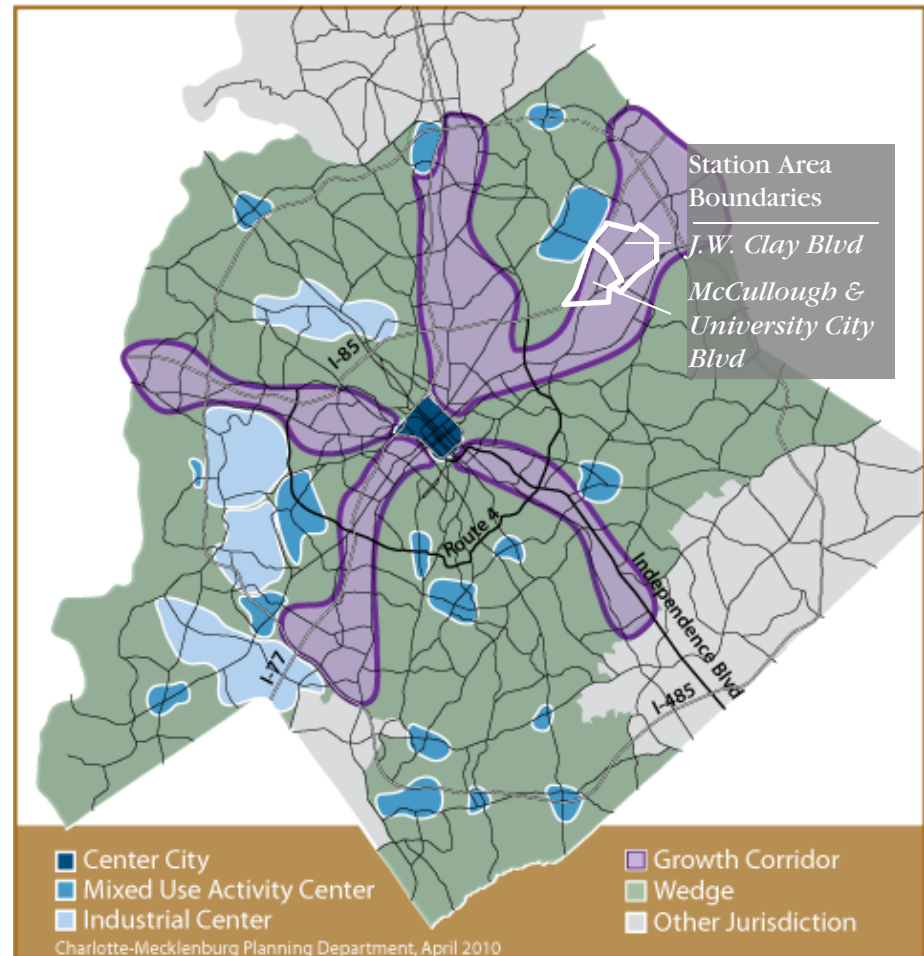 Station Area
Boundaries
J.W. Clay Blvd
McCullough &
University City
Blvd
I-85
Route 4
Independence Blvd
I-77
I-485
Center City
Mixed Use Activity Center
Industrial Center
Growth Corridor
Wedge
Other Jurisdiction
Charlotte-Mecklenburg Planning Department, April 2010